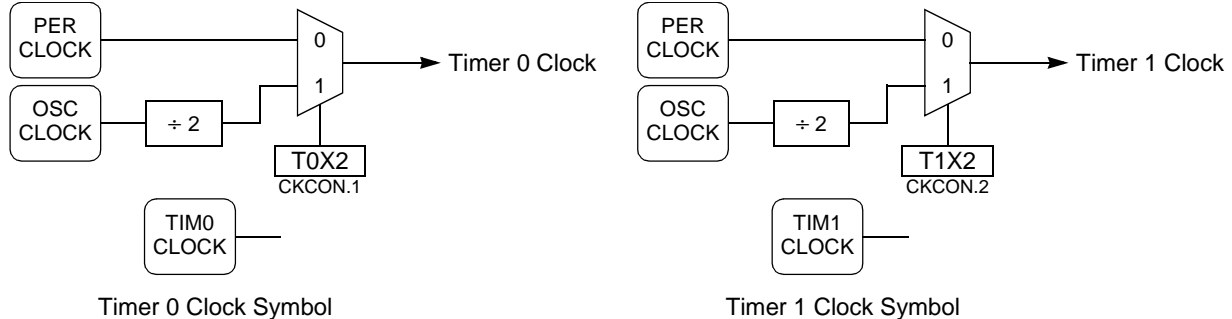 PER
CLOCK
0
Timer 0 Clock
1
OSC
CLOCK
÷ 2
T0X2
CKCON.1
TIM0
CLOCK
Timer 0 Clock Symbol
PER
CLOCK
0
Timer 1 Clock
1
OSC
CLOCK
÷ 2
T1X2
CKCON.2
TIM1
CLOCK
Timer 1 Clock Symbol